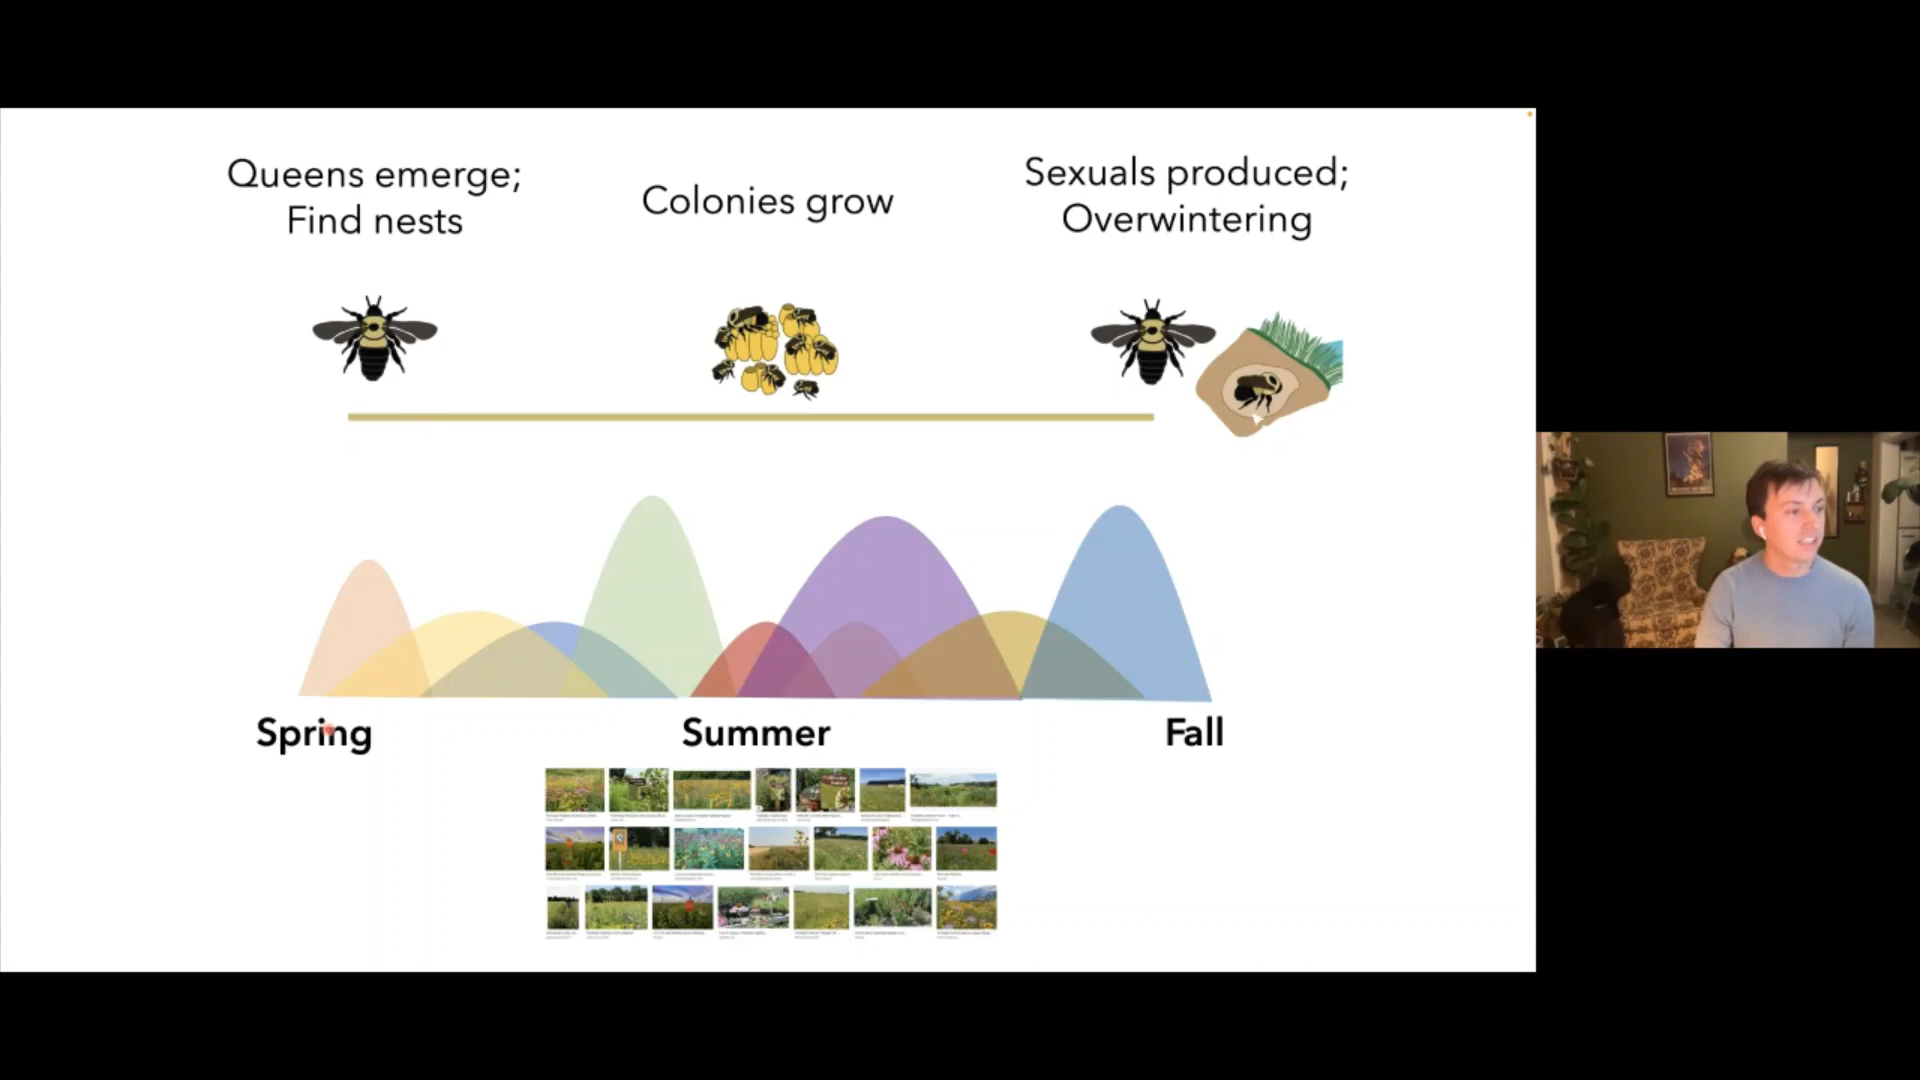 Queens emerge;
Find nests
Colonies grow
Sexuals produced;
Overwintering
Spring
Summer
Fall